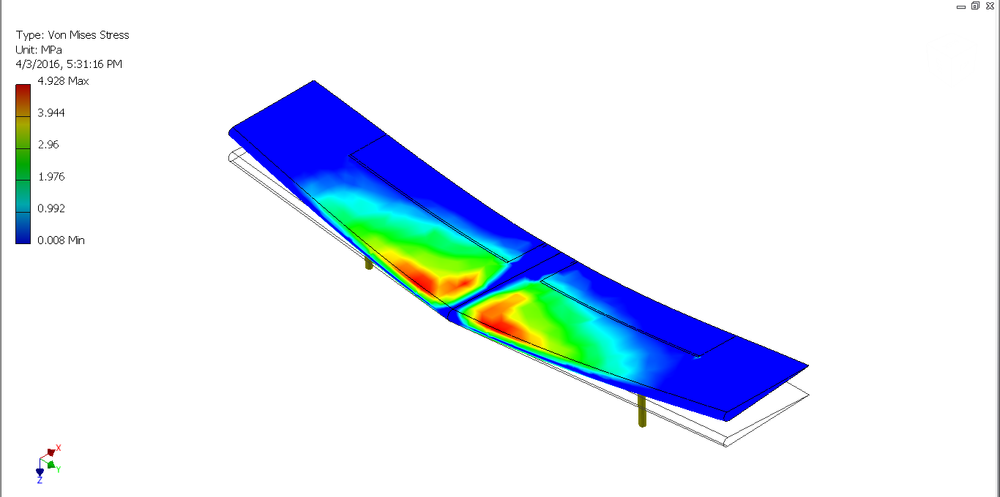 Type: Von Mises Stress
Unit: MPa
4/3/2016, 5:31:16 PM
4.928 Max
3.944
2.96
1.976
0.992
0.008 Min
X
Y
Z